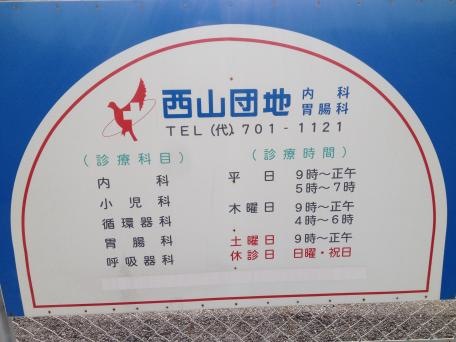 西山団地 内科
胃腸科
TEL(代).701-1121
(診療科目)
内科
小児科
循環器科
胃腸科
呼吸器科
(診療時間)
平日 9時〜正午
5時〜7時
木曜日 9時〜正午
4時〜6時
土曜日 9時〜正午
休診日 日曜・祝日